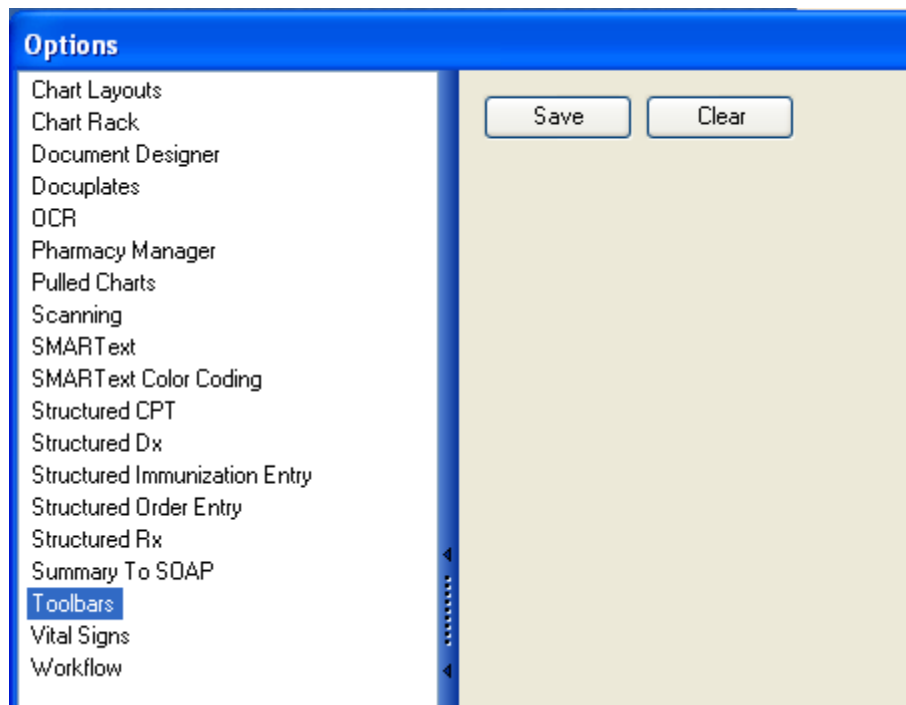 Options
Chart Layouts
Chart Rack
Document Designer
Docuplates
OCR
Pharmacy Manager
Pulled Charts
Scanning
SMARText
SMARText Color Coding
Structured CPT
Structured Dx
Structured Immunization Entry
Structured Order Entry
Structured Rx
Summary To SOAP
Toolbars
Vital Signs
Workflow
Save Clear